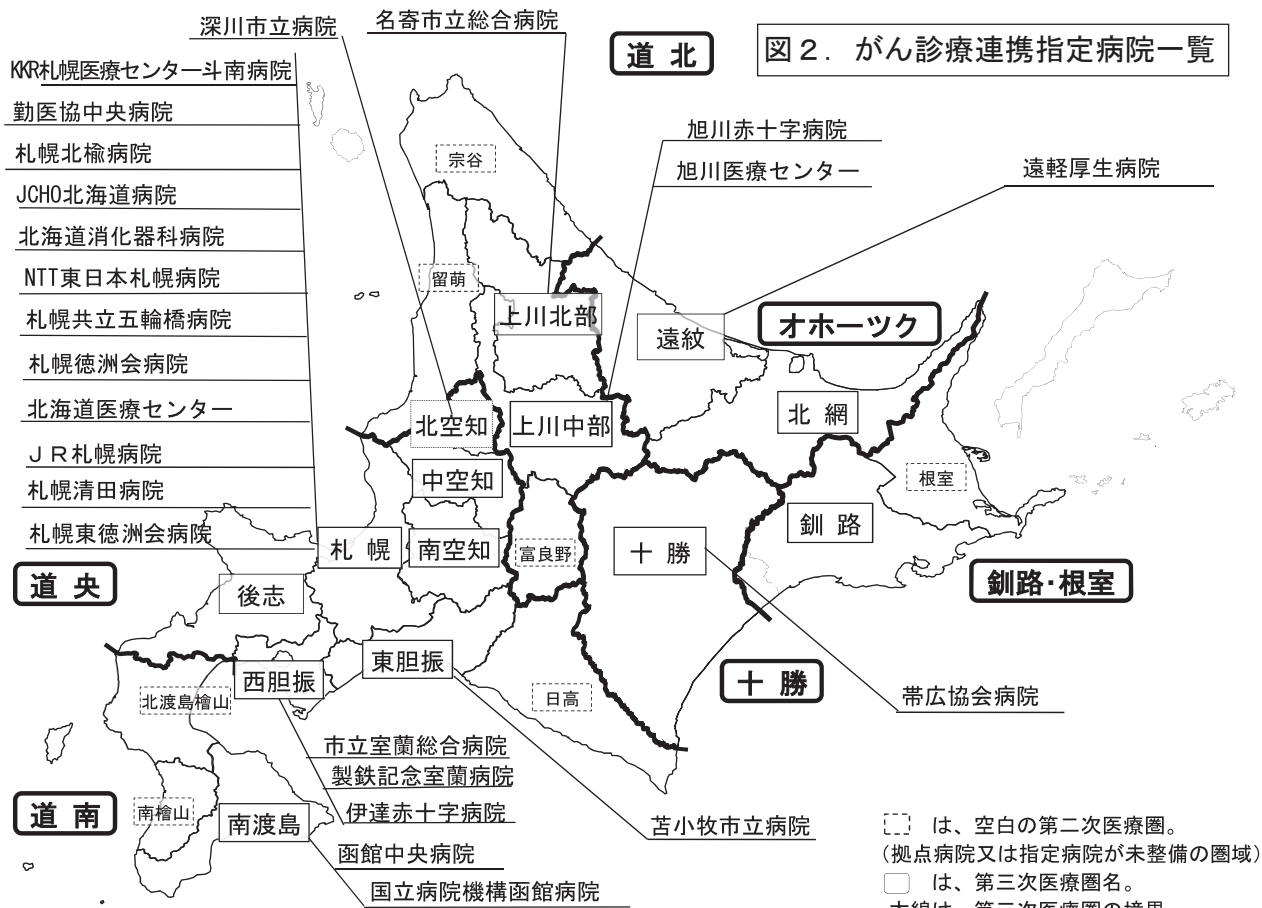 図２．がん診療連携指定病院一覧
深川市立病院
名寄市立総合病院
道北
KKR札幌医療センター斗南病院
勤医協中央病院
札幌北楡病院
JCHO北海道病院
北海道消化器科病院
NTT東日本札幌病院
札幌共立五輪橋病院
札幌徳洲会病院
北海道医療センター
ＪＲ札幌病院
札幌清田病院
札幌東徳洲会病院
旭川赤十字病院
旭川医療センター
遠軽厚生病院
宗谷
留萌
上川北部
遠紋
オホーツク
北網
北空知
上川中部
中空知
根室
釧路
札幌
南空知
富良野
十勝
道央
釧路・根室
後志
東胆振
西胆振
十勝
北渡島檜山
日高
帯広協会病院
市立室蘭総合病院
製鉄記念室蘭病院
伊達赤十字病院
道南
南檜山
南渡島
苫小牧市立病院
函館中央病院
国立病院機構函館病院
は、空白の第二次医療圏。
(拠点病院又は指定病院が未整備の圏域)
は、第三次医療圏名。
太線は、第三次医療圏の境界